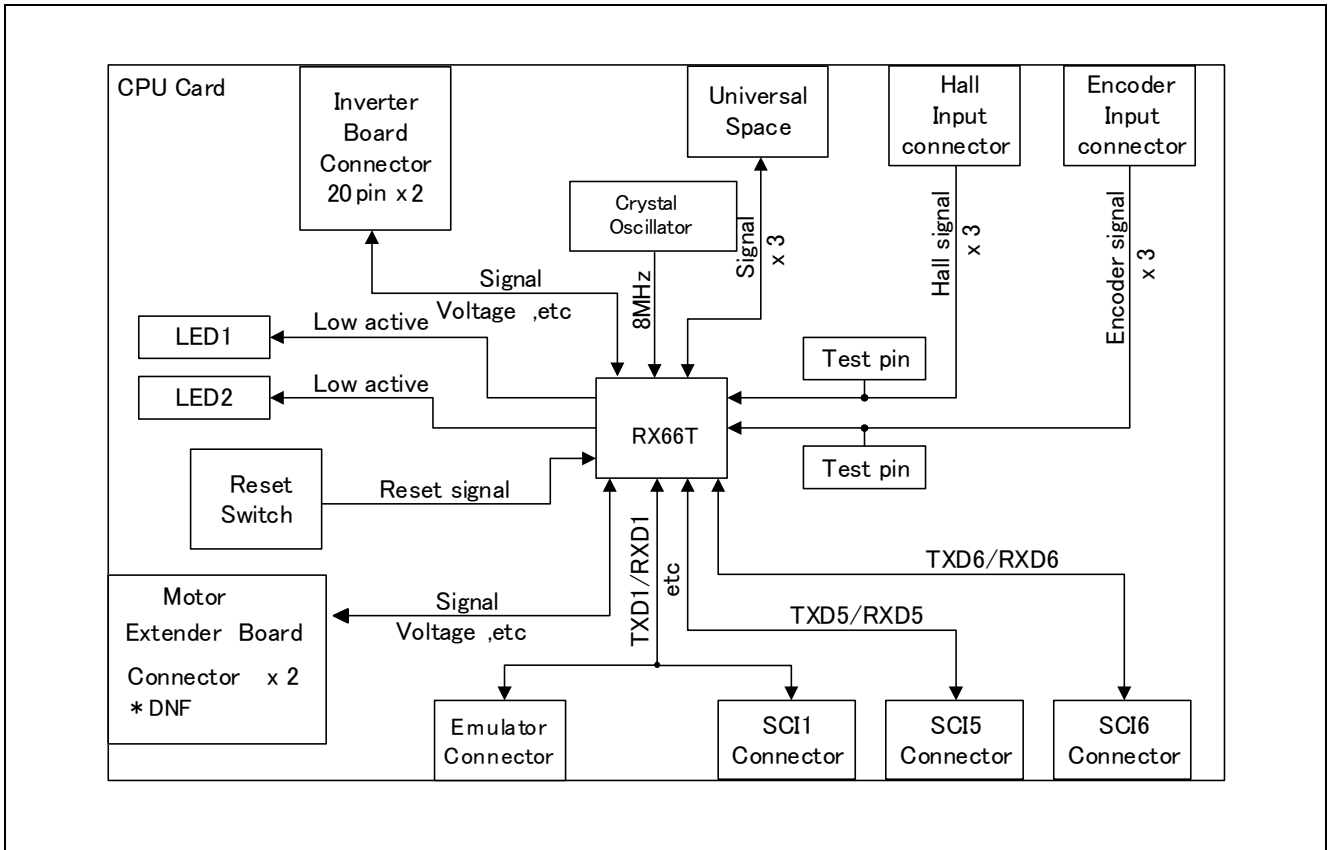 CPU Card
Inverter
Board
Connector
20 pin x 2
Universal
Space
Hall
Input
connector
Encoder
Input
connector
Crystal
Oscillator
Signal
x 3
Hall signal
x 3
Encoder signal
x 3
Signal
Voltage ,etc
8MHz
LED1
Low active
LED2
Low active
Test pin
RX66T
Test pin
Reset
Switch
Reset signal
Motor
Extender Board
Connector x 2
* DNF
Signal
Voltage ,etc
TXD1/RXD1
etc
TXD6/RXD6
TXD5/RXD5
Emulator
Connector
SCI1
Connector
SCI5
Connector
SCI6
Connector